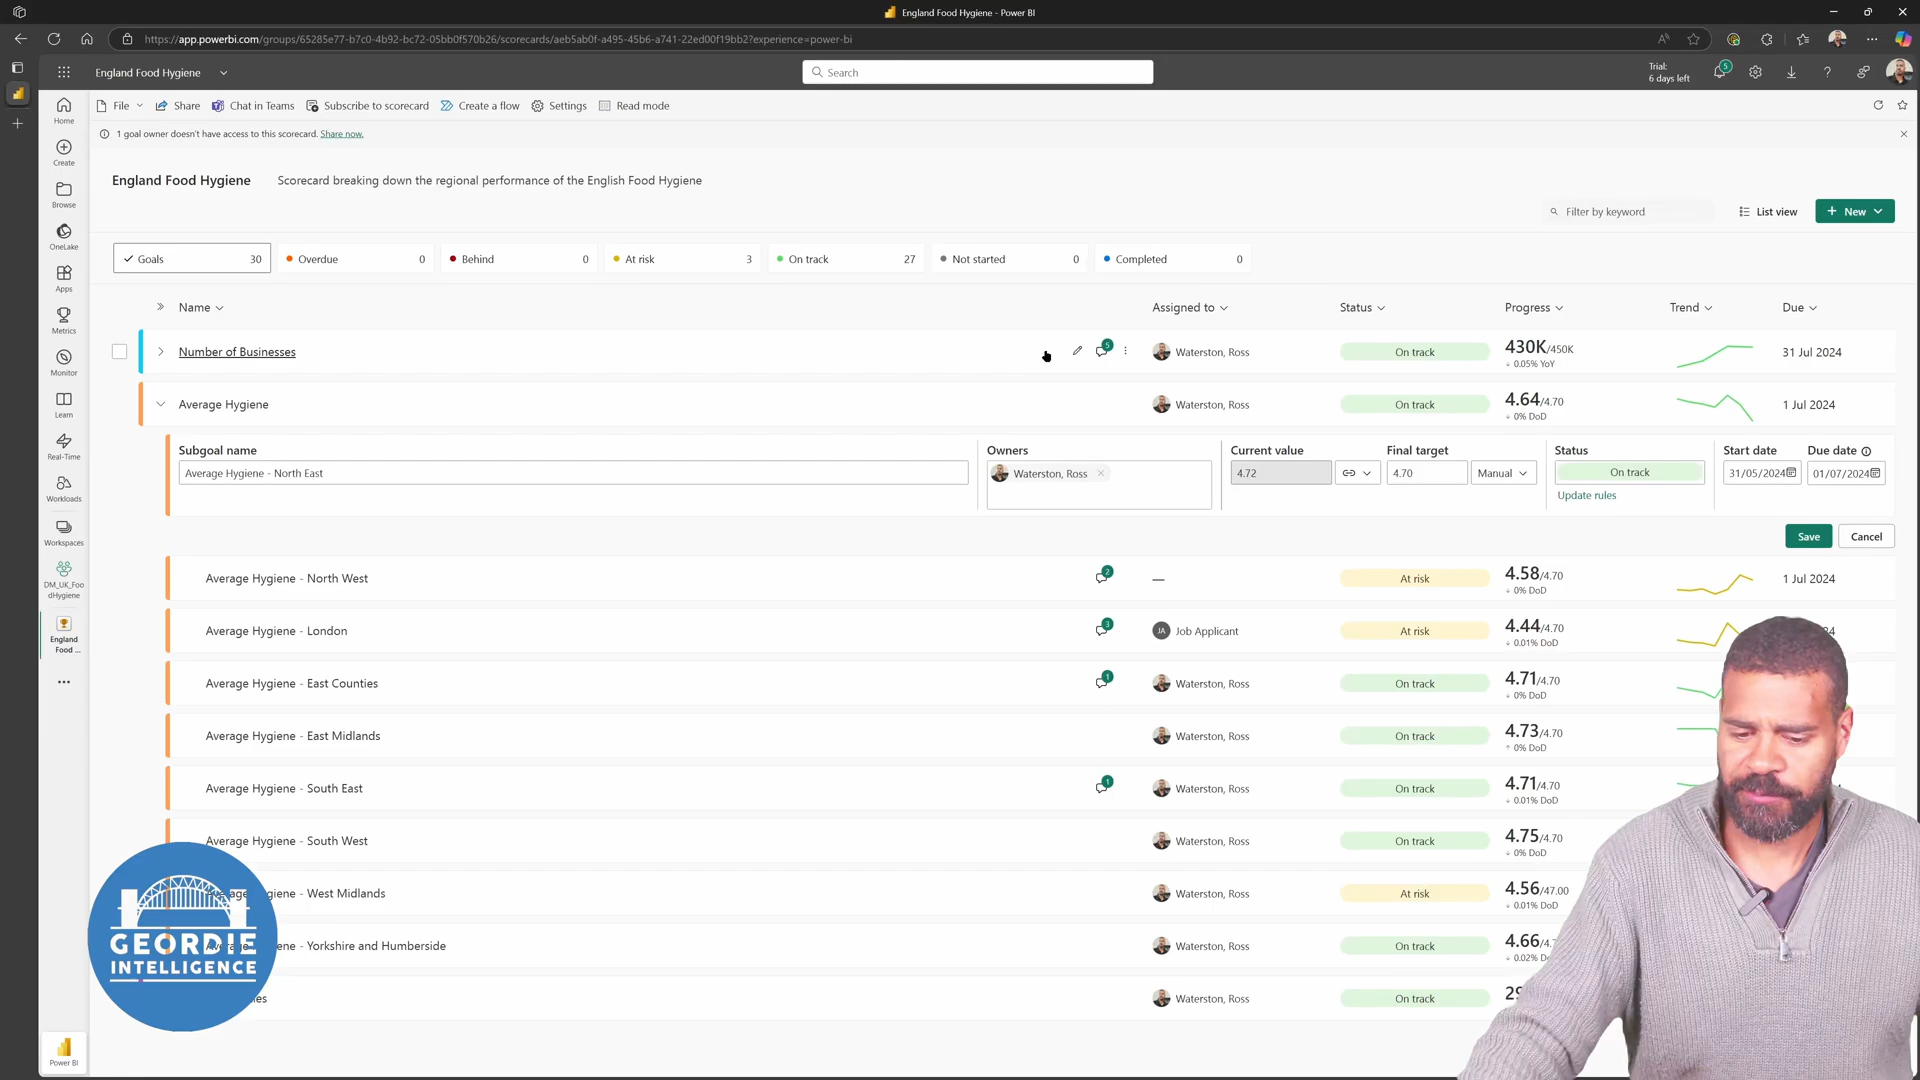 England Food Hygiene - Power BI
https://app.powerbi.com/groups/65285e77-b7c0-4b92-bc72-05bb0f570b26/scorecards/aeb5ab0f-a495-45b6-a741-22ed00f19bb2?experience=power-bi
England Food Hygiene
Search
Trial:
6 days left
5
File
Share
Chat in Teams
Subscribe to scorecard
Create a flow
Settings
Read mode
1 goal owner doesn't have access to this scorecard. Share now.
Home
Create
Browse
OneLake
Apps
Metrics
Monitor
Learn
Real-Time
Workloads
Workspaces
DM_UK_Foo
dHygiene
England
Food ...
Power BI
England Food Hygiene
Scorecard breaking down the regional performance of the English Food Hygiene
Filter by keyword
List view
New
Goals 30
Overdue 0
Behind 0
At risk 3
On track 27
Not started 0
Completed 0
Name
Assigned to
Status
Progress
Trend
Due
Number of Businesses 5 Waterston, Ross On track 430K/450K 31 Jul 2024
↓ 0.05% YoY
Average Hygiene Waterston, Ross On track 4.64/4.70 1 Jul 2024
↓ 0% DoD
Subgoal name
Average Hygiene - North East
Owners
Waterston, Ross
Current value
4.72
Final target
4.70
Manual
Status
On track
Update rules
Start date
31/05/2024
Due date
01/07/2024
Save
Cancel
Average Hygiene - North West 2 — At risk 4.58/4.70 1 Jul 2024
↓ 0% DoD
Average Hygiene - London 3 JA Job Applicant At risk 4.44/4.70
↓ 0.01% DoD
Average Hygiene - East Counties 1 Waterston, Ross On track 4.71/4.70
↓ 0% DoD
Average Hygiene - East Midlands Waterston, Ross On track 4.73/4.70
↑ 0% DoD
Average Hygiene - South East 1 Waterston, Ross On track 4.71/4.70
↓ 0.01% DoD
Average Hygiene - South West Waterston, Ross On track 4.75/4.70
↓ 0% DoD
- West Midlands Waterston, Ross At risk 4.56/47.00
↓ 0.01% DoD
- Yorkshire and Humberside Waterston, Ross On track 4.66
↓ 0.02%
Waterston, Ross On track
GEORDIE
INTELLIGENCE